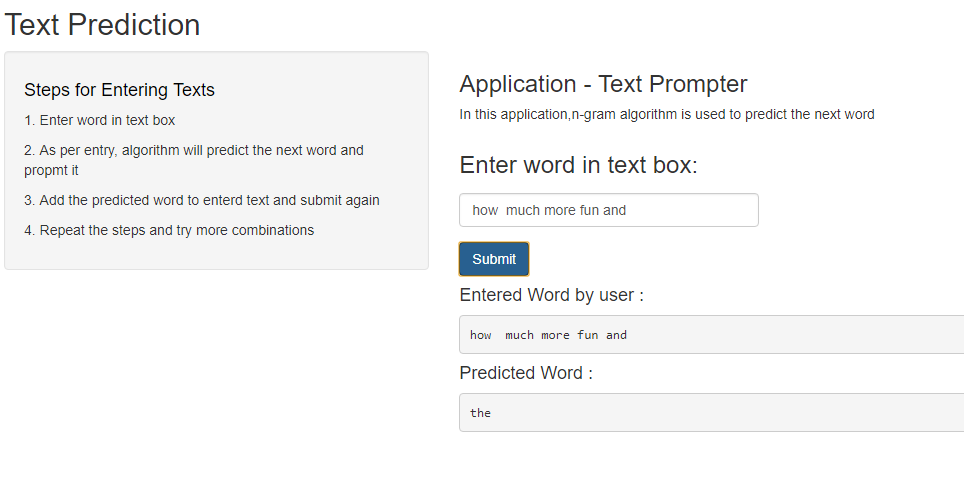 Text Prediction
Steps for Entering Texts
1. Enter word in text box
2. As per entry, algorithm will predict the next word and
propmt it
3. Add the predicted word to enterd text and submit again
4. Repeat the steps and try more combinations
Application - Text Prompter
In this application,n-gram algorithm is used to predict the next word
Enter word in text box:
how  much more fun and
Submit
Entered Word by user :
how  much more fun and
Predicted Word :
the